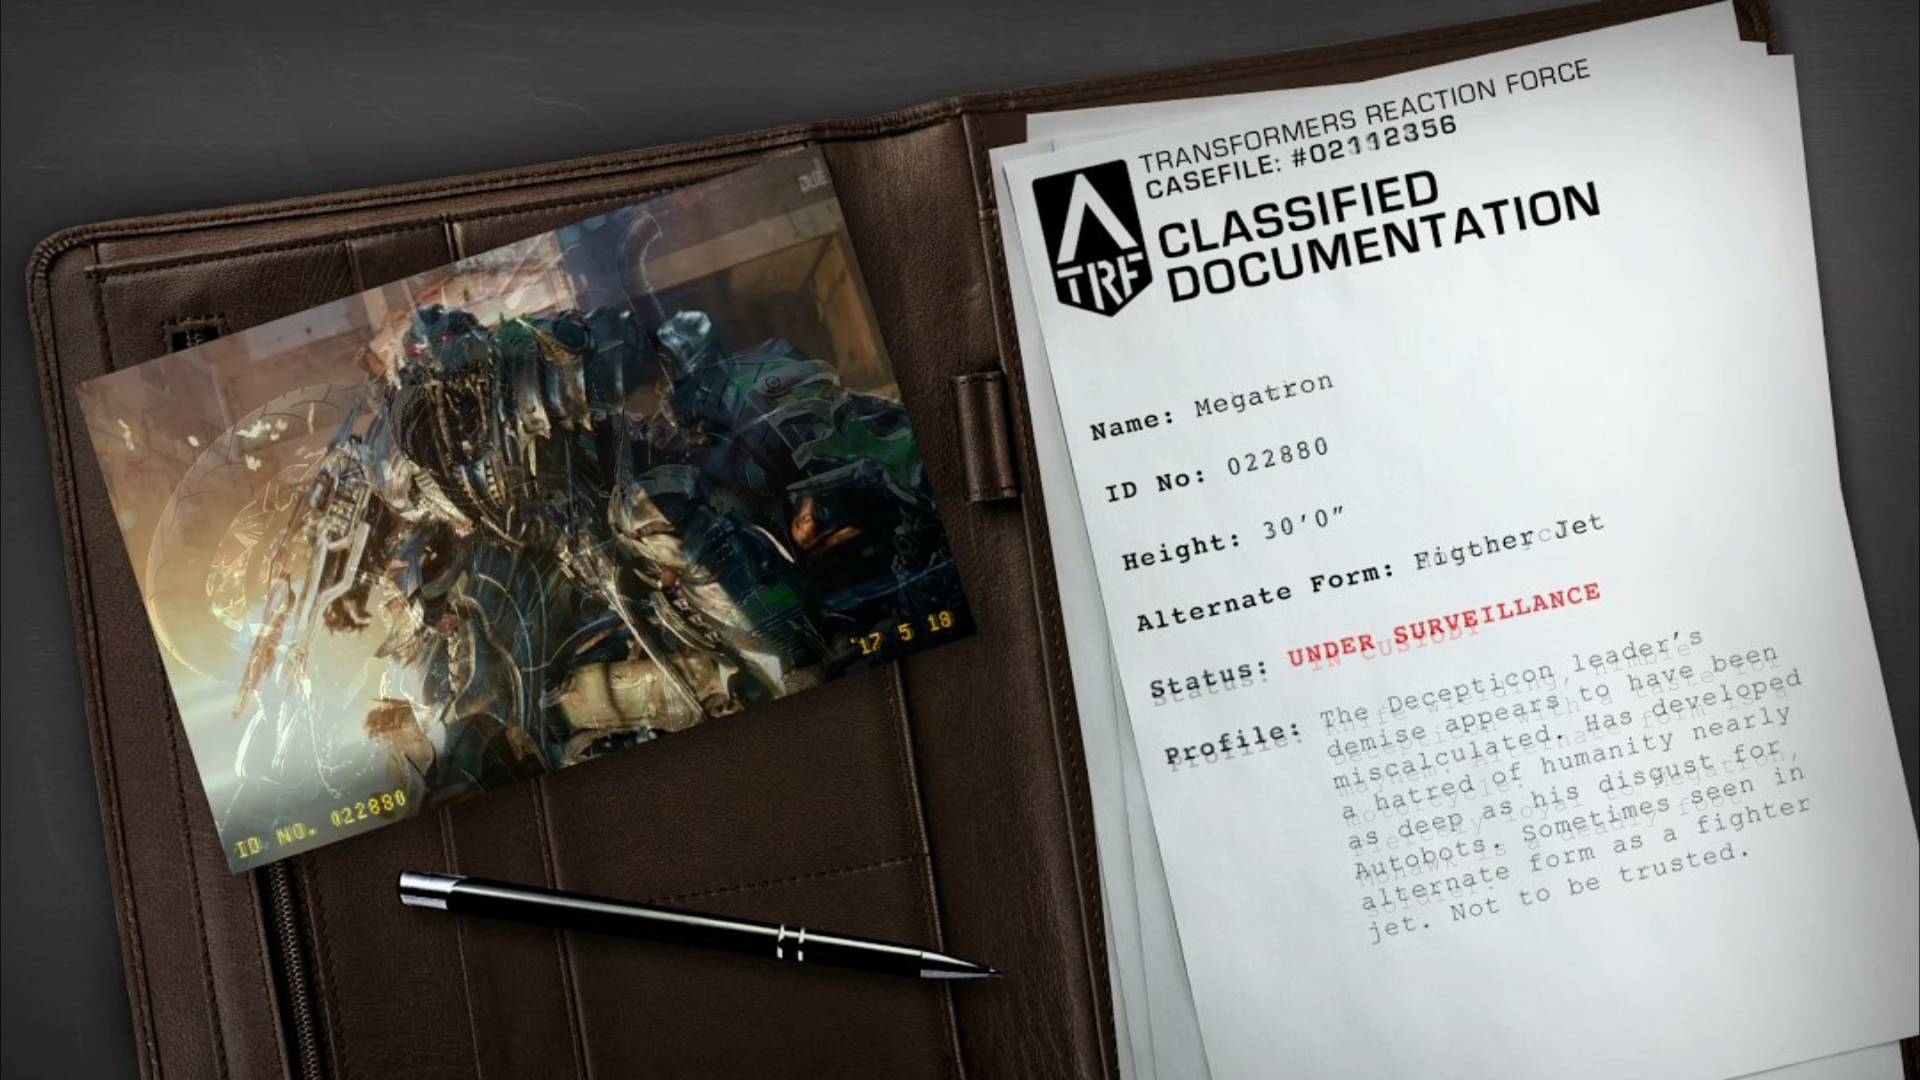 TRANSFORMERS REACTION FORCE
CASEFILE: #02112356
CLASSIFIED
DOCUMENTATION
TRF
Name: Megatron
ID No: 022880
Height: 30’0”
Alternate Form: Figther Jet
Status: UNDER SURVEILLANCE
IN CUSTODY
Profile: The Decepticon leader’s
demise appears to have been
miscalculated. Has developed
a hatred of humanity nearly
as deep as his disgust for
Autobots. Sometimes seen in
alternate form as a fighter
jet. Not to be trusted.
'17 5 18
ID NO. 022880